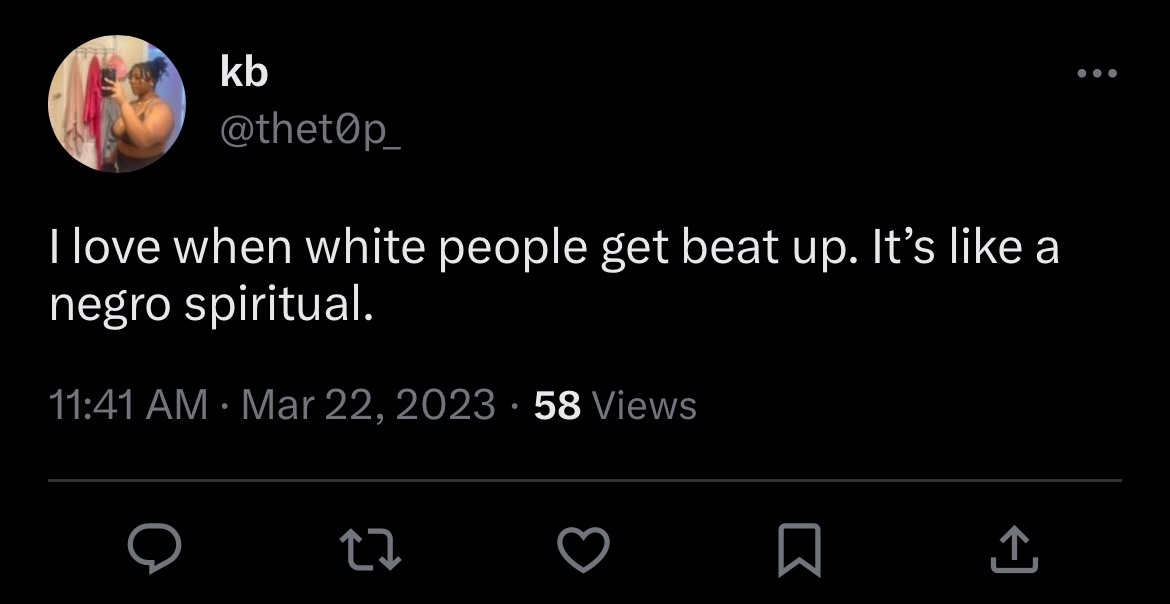 kb
@thet0p_
I love when white people get beat up. It’s like a
negro spiritual.
11:41 AM · Mar 22, 2023 · 58 Views